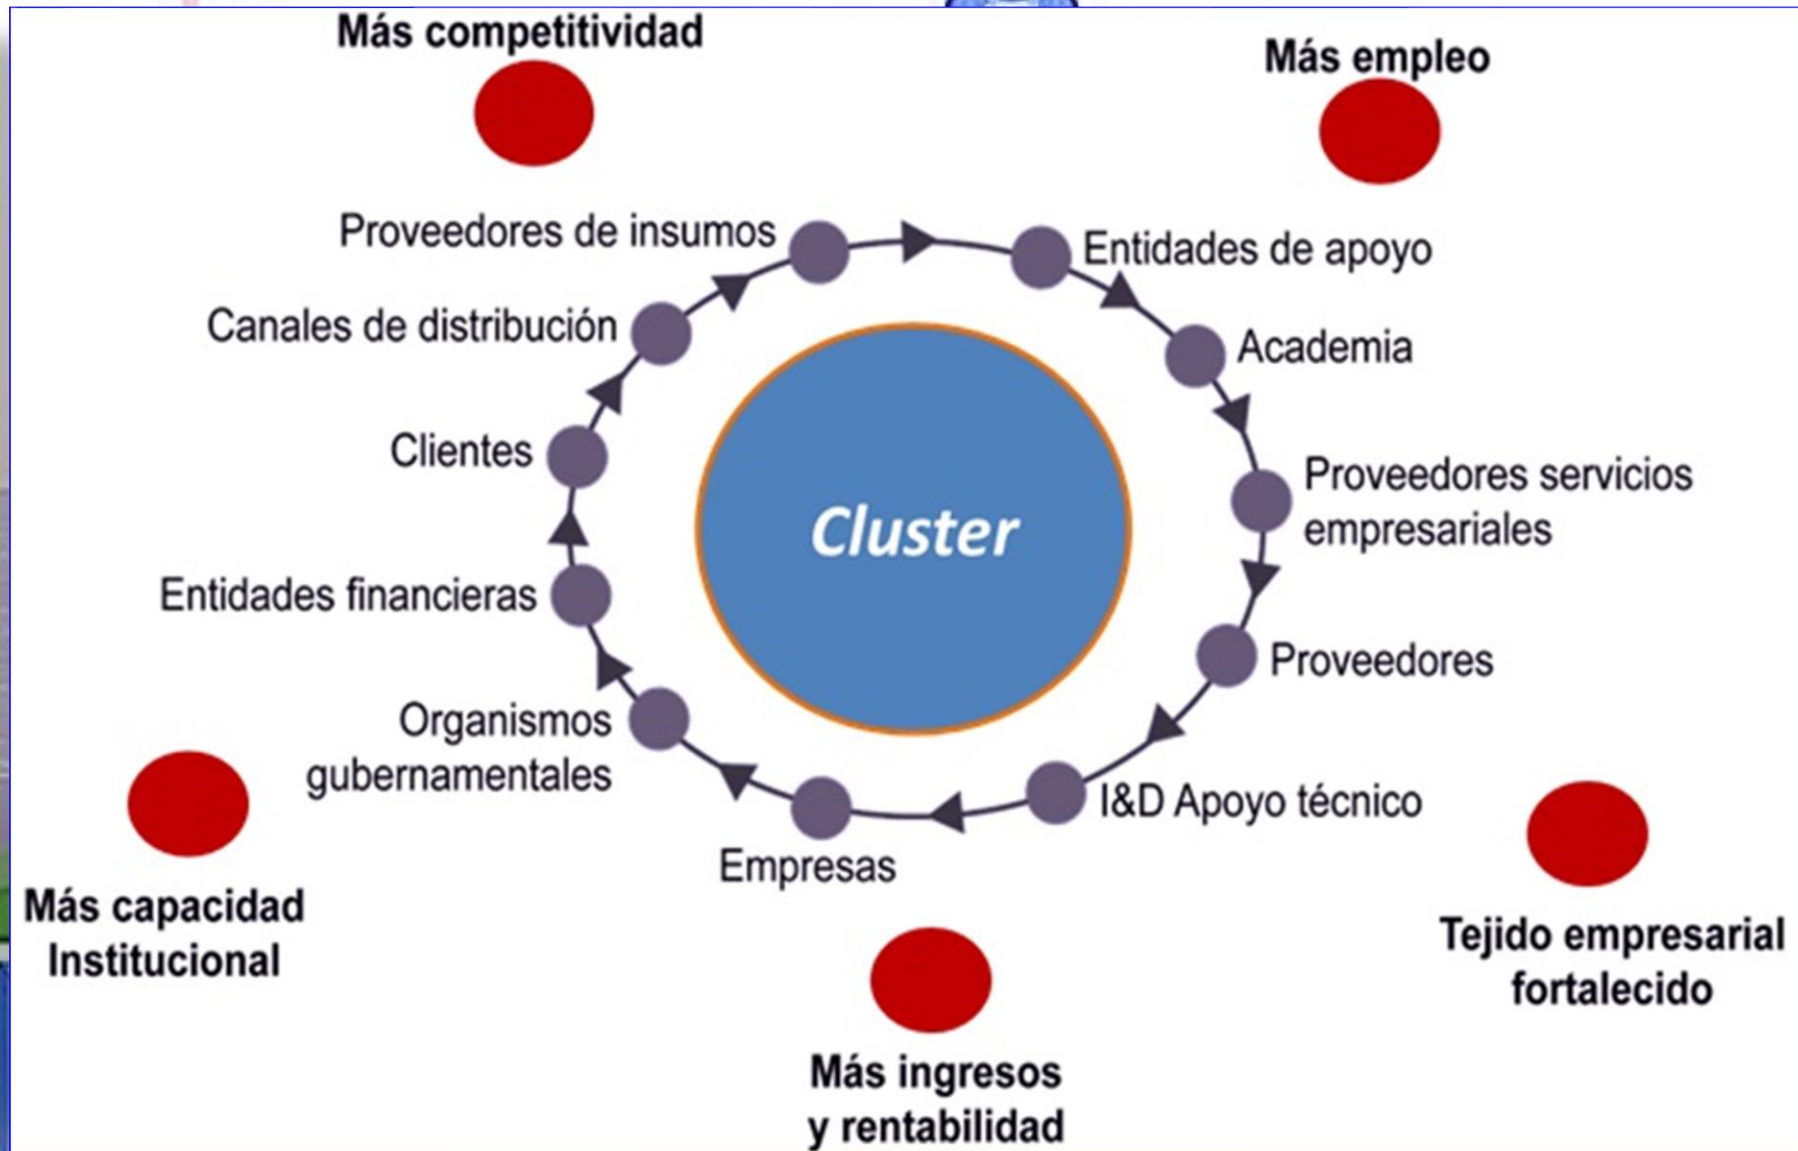 Más competitividad
Más empleo
Proveedores de insumos
Entidades de apoyo
Canales de distribución
Academia
Clientes
Proveedores servicios
empresariales
Cluster
Entidades financieras
Proveedores
Organismos
gubernamentales
I&D Apoyo técnico
Empresas
Más capacidad
Institucional
Tejido empresarial
fortalecido
Más ingresos
y rentabilidad